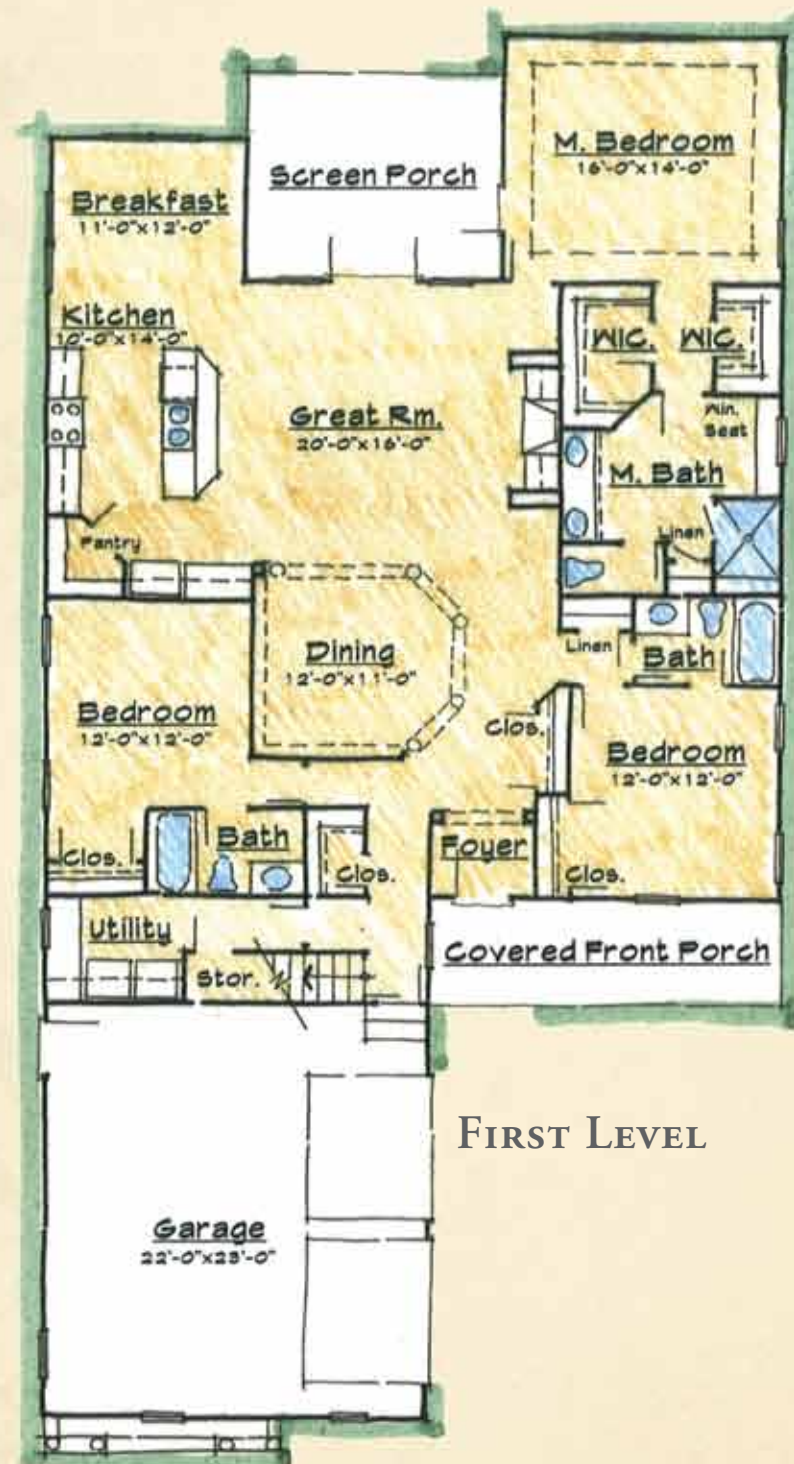 M. Bedroom
16'-0"x14'-0"
Screen Porch
Breakfast
11'-0"x12'-0"
Kitchen
10'-0"x14'-0"
WIC.
WIC.
Great Rm.
20'-0"x16'-0"
Win.
Seat
M. Bath
Linen
Pantry
Dining
12'-0"x11'-0"
Linen
Bath
Bedroom
12'-0"x12'-0"
Clos.
Bedroom
12'-0"x12'-0"
Bath
Foyer
Clos.
Clos.
Clos.
Utility
Stor.
Covered Front Porch
First Level
Garage
22'-0"x23'-0"